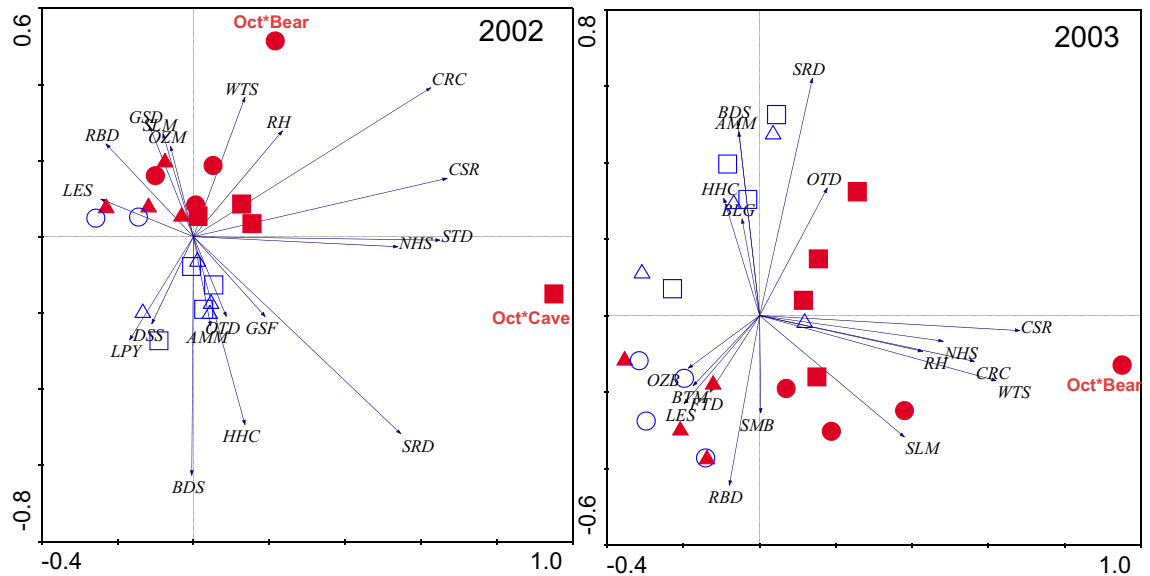 0.6
Oct*Bear
2002
WTS
CRC
GSD
SLM
OZM
RBD
RH
LES
CSR
STD
NHS
Oct*Cave
DSS
LPY
OTD
GSF
AMM
HHC
SRD
BDS
-0.8
-0.4
1.0
0.8
2003
SRD
BDS
AMM
HHC
OTD
BLG
CSR
NHS
RH
CRC
WTS
Oct*Bear
OZB
BTM
FTD
LES
SMB
SLM
RBD
-0.6
-0.4
1.0